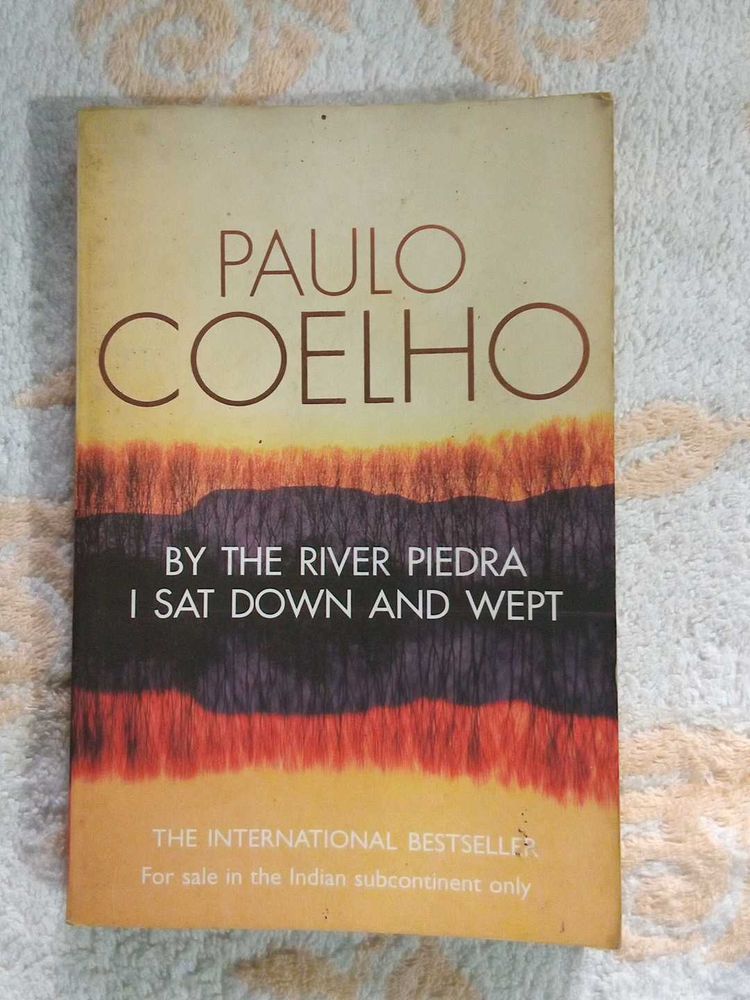 PAULO
COELHO
BY THE RIVER PIEDRA
I SAT DOWN AND WEPT
THE INTERNATIONAL BESTSELLER
For sale in the Indian subcontinent only